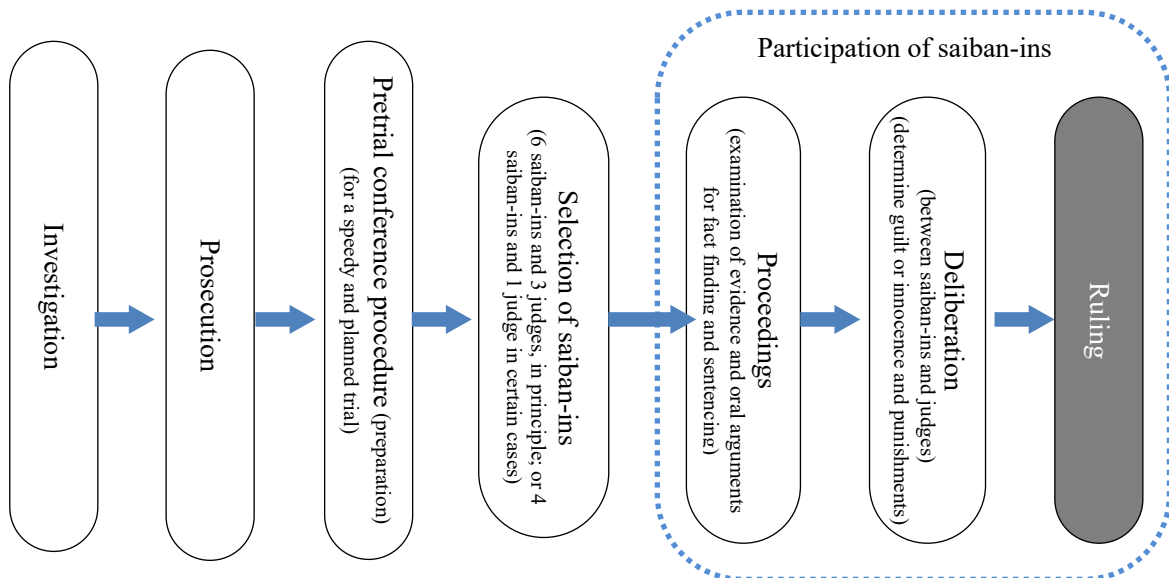 Participation of saiban-ins
Investigation
Prosecution
Pretrial conference procedure (preparation)
(for a speedy and planned trial)
Selection of saiban-ins
(6 saiban-ins and 3 judges, in principle; or 4
saiban-ins and 1 judge in certain cases)
Proceedings
(examination of evidence and oral arguments
for fact finding and sentencing)
Deliberation
(between saiban-ins and judges)
(determine guilt or innocence and punishments)
Ruling